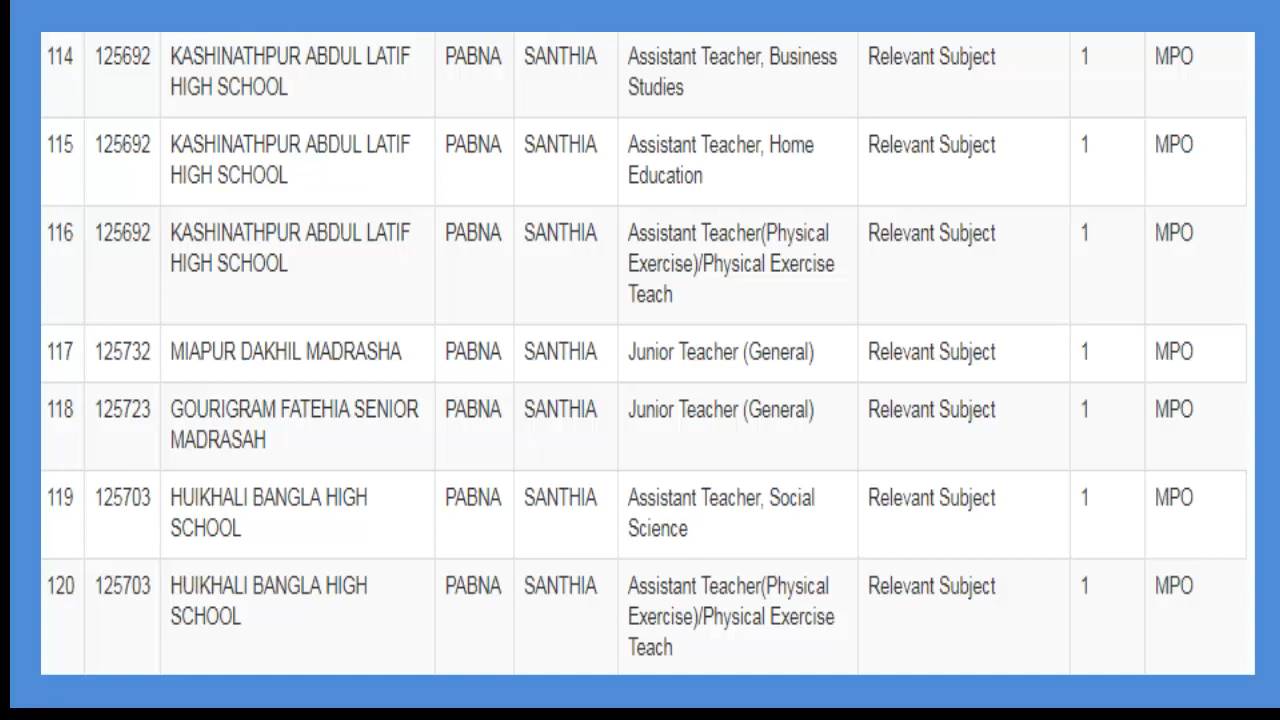 114 125692 KASHINATHPUR ABDUL LATIF PABNA SANTHIA Assistant Teacher, Business Relevant Subject 1 MPO
HIGH SCHOOL Studies
115 125692 KASHINATHPUR ABDUL LATIF PABNA SANTHIA Assistant Teacher, Home Relevant Subject 1 MPO
HIGH SCHOOL Education
116 125692 KASHINATHPUR ABDUL LATIF PABNA SANTHIA Assistant Teacher(Physical Relevant Subject 1 MPO
HIGH SCHOOL Exercise)/Physical Exercise
Teach
117 125732 MIAPUR DAKHIL MADRASHA PABNA SANTHIA Junior Teacher (General) Relevant Subject 1 MPO
118 125723 GOURIGRAM FATEHIA SENIOR PABNA SANTHIA Junior Teacher (General) Relevant Subject 1 MPO
MADRASAH
119 125703 HUIKHALI BANGLA HIGH PABNA SANTHIA Assistant Teacher, Social Relevant Subject 1 MPO
SCHOOL Science
120 125703 HUIKHALI BANGLA HIGH PABNA SANTHIA Assistant Teacher(Physical Relevant Subject 1 MPO
SCHOOL Exercise)/Physical Exercise
Teach